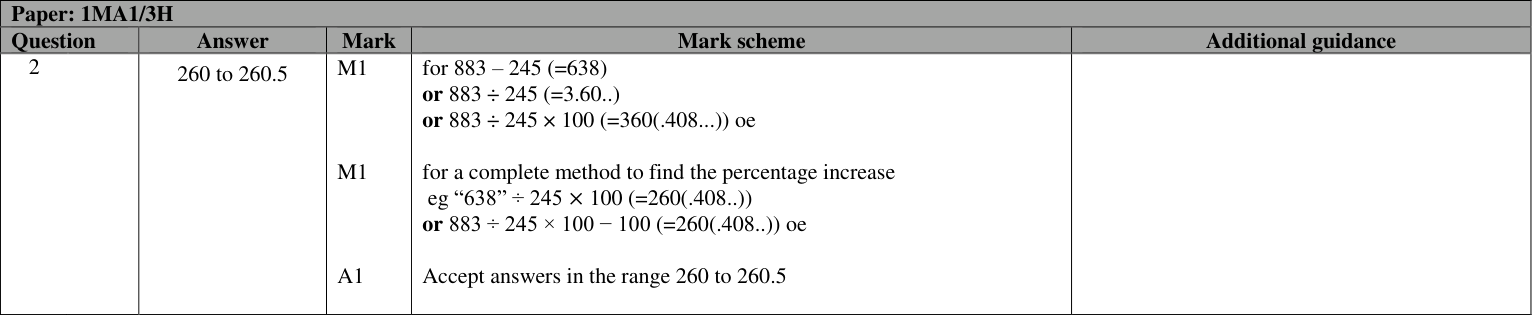 Paper: 1MA1/3H
Question Answer Mark Mark scheme Additional guidance
2 260 to 260.5 M1 for 883 – 245 (=638)
or 883 ÷ 245 (=3.60..)
or 883 ÷ 245 × 100 (=360(.408...)) oe
M1 for a complete method to find the percentage increase
eg “638” ÷ 245 × 100 (=260(.408..))
or 883 ÷ 245 × 100 − 100 (=260(.408..)) oe
A1 Accept answers in the range 260 to 260.5